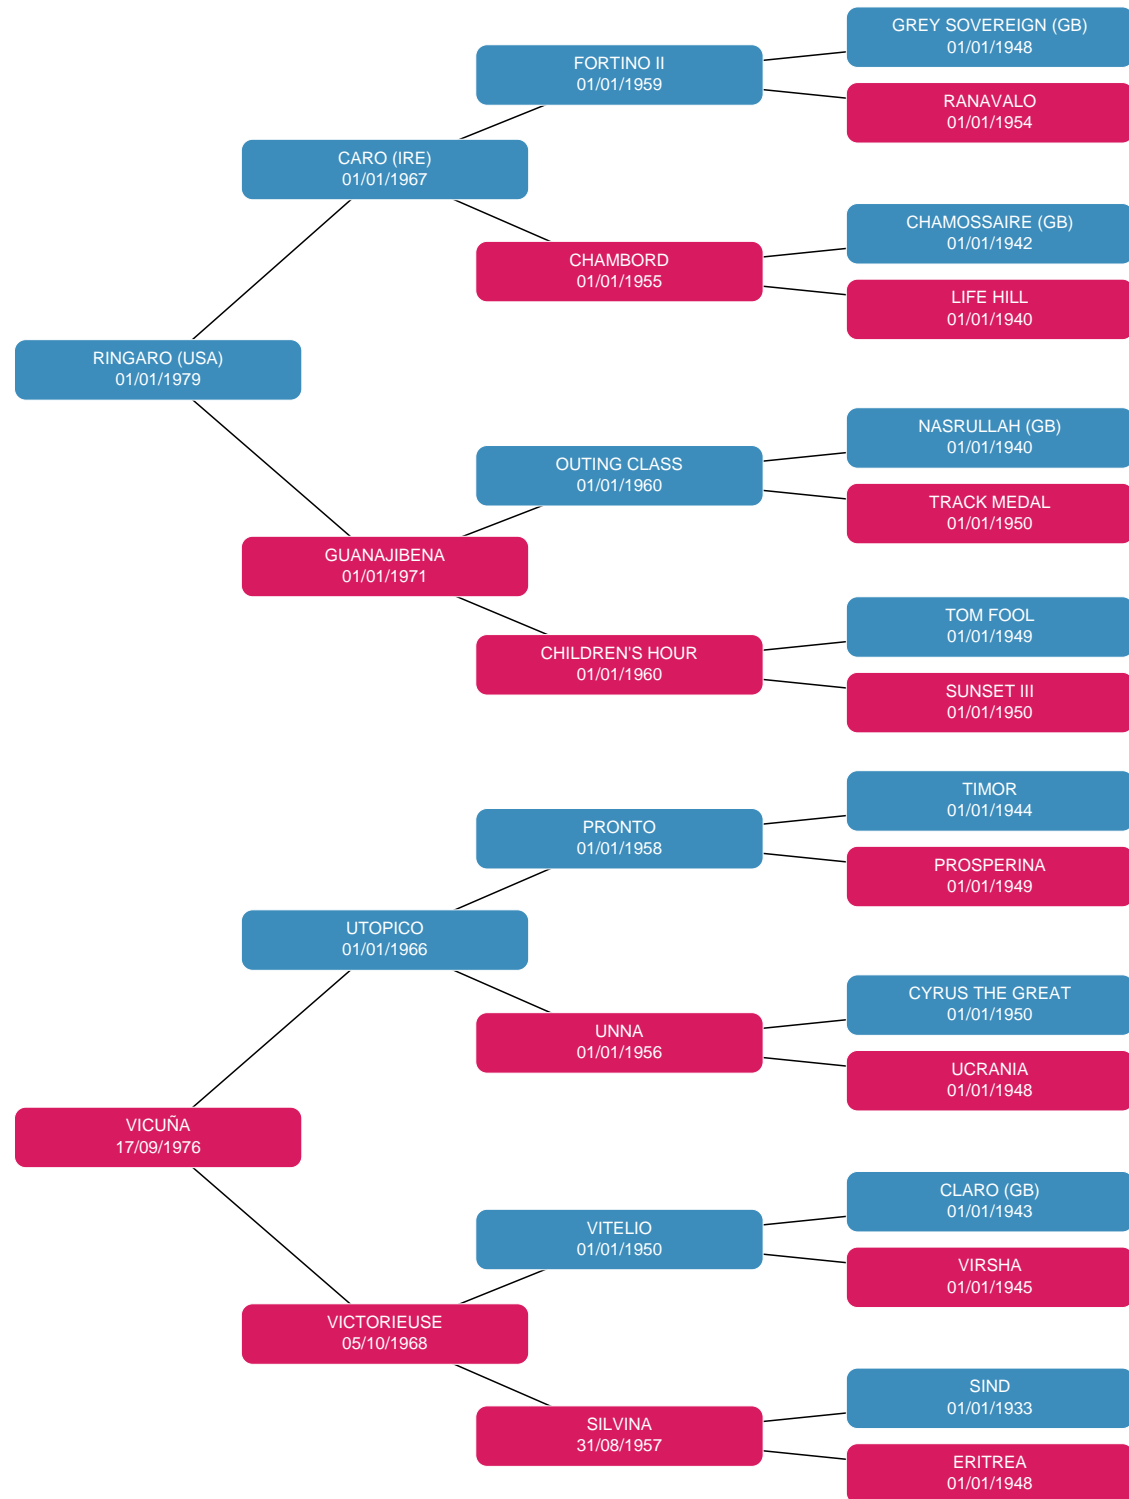 GREY SOVEREIGN (GB)
01/01/1948
FORTINO II
01/01/1959
RANAVALO
01/01/1954
CARO (IRE)
01/01/1967
CHAMOSSAIRE (GB)
01/01/1942
CHAMBORD
01/01/1955
LIFE HILL
01/01/1940
RINGARO (USA)
01/01/1979
NASRULLAH (GB)
01/01/1940
OUTING CLASS
01/01/1960
TRACK MEDAL
01/01/1950
GUANAJIBENA
01/01/1971
TOM FOOL
01/01/1949
CHILDREN'S HOUR
01/01/1960
SUNSET III
01/01/1950
TIMOR
01/01/1944
PRONTO
01/01/1958
PROSPERINA
01/01/1949
UTOPICO
01/01/1966
CYRUS THE GREAT
01/01/1950
UNNA
01/01/1956
UCRANIA
01/01/1948
VICUÑA
17/09/1976
CLARO (GB)
01/01/1943
VITELIO
01/01/1950
VIRSHA
01/01/1945
VICTORIEUSE
05/10/1968
SIND
01/01/1933
SILVINA
31/08/1957
ERITREA
01/01/1948